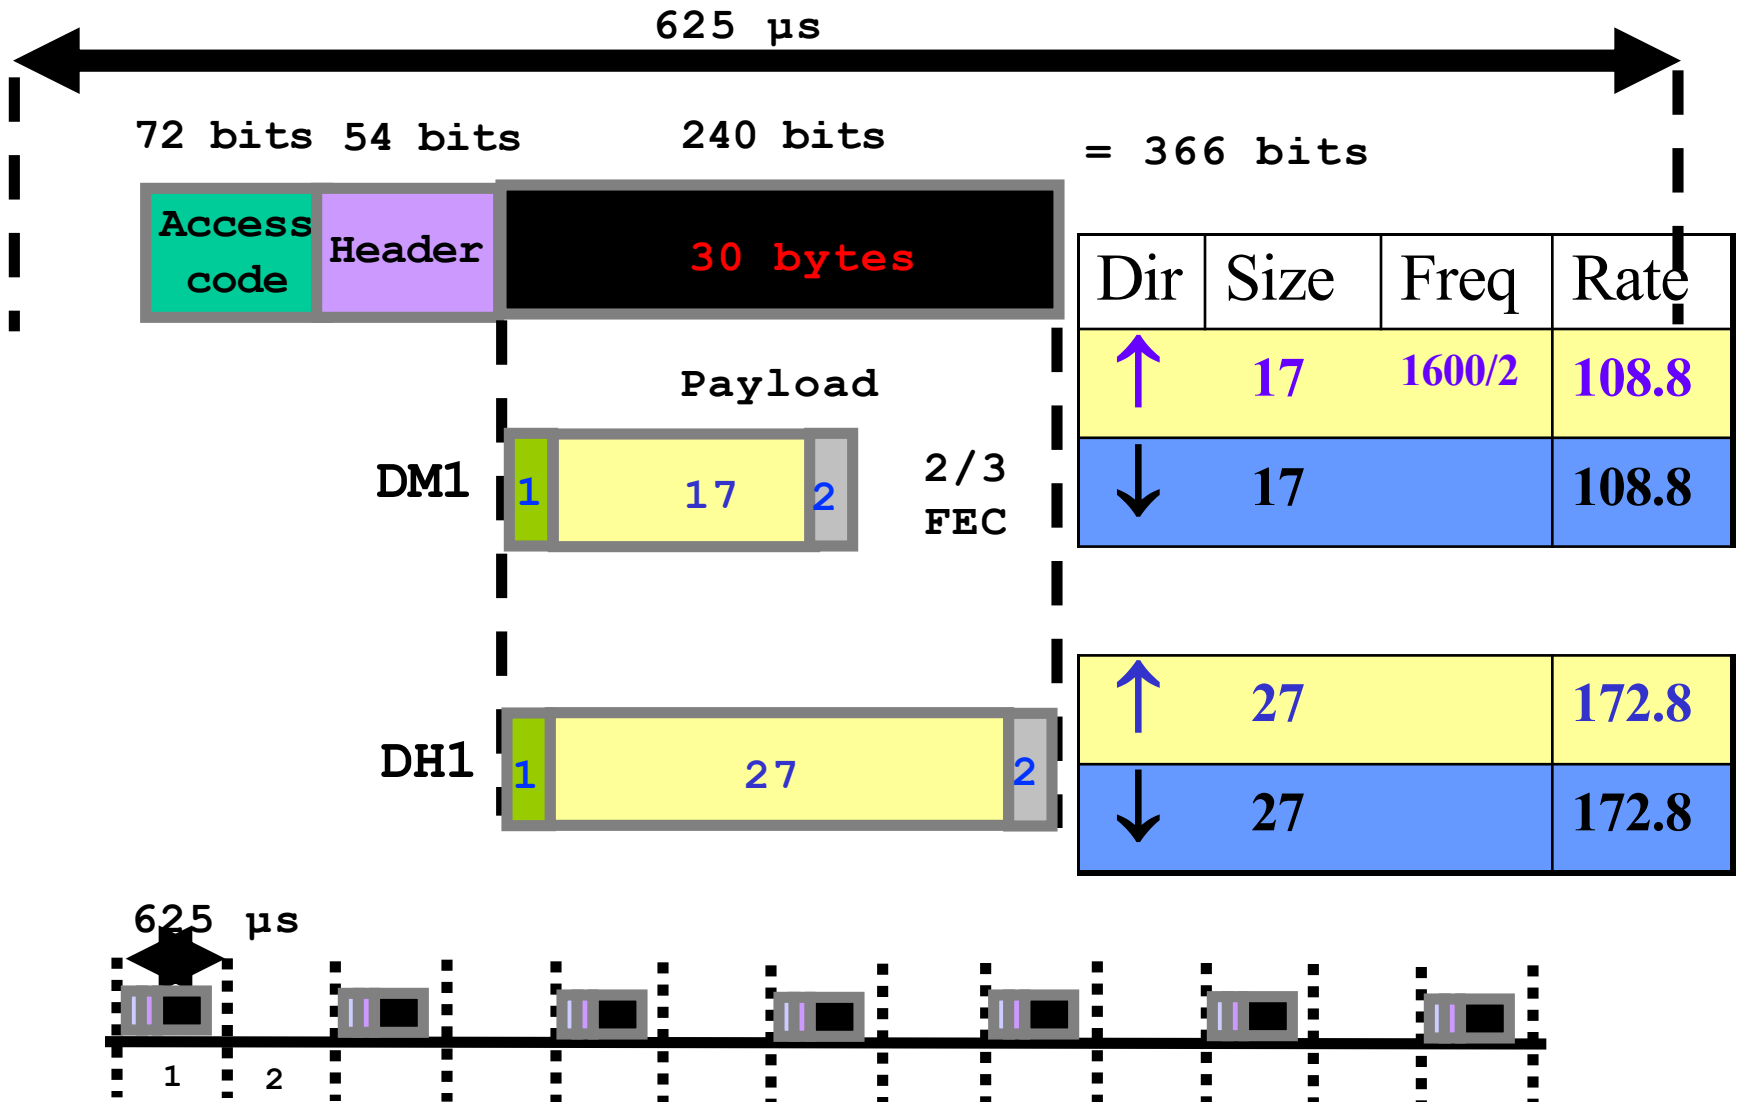 625 µs
72 bits 54 bits 240 bits = 366 bits
Access code
Header
30 bytes
Dir Size Freq Rate
↑ 17 1600/2 108.8
↓ 17 108.8
Payload
DM1 1 17 2
2/3
FEC
↑ 27 172.8
↓ 27 172.8
DH1 1 27 2
625 µs
1 2